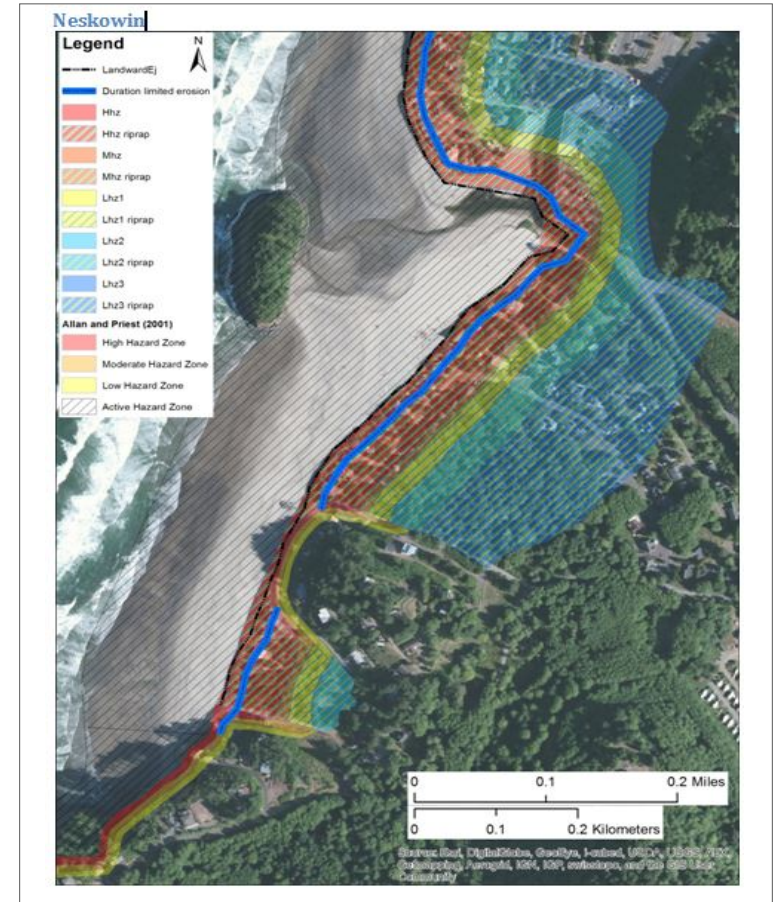 Neskowin
Legend
N
LandwardEj
Duration limited erosion
Hhz
Hhz riprap
Mhz
Mhz riprap
Lhz1
Lhz1 riprap
Lhz2
Lhz2 riprap
Lhz3
Lhz3 riprap
Allan and Priest (2001)
High Hazard Zone
Moderate Hazard Zone
Low Hazard Zone
Active Hazard Zone
0 0.1 0.2 Miles
0 0.1 0.2 Kilometers
Source: Esri, DigitalGlobe, GeoEye, i-cubed, USDA, USGS, AEX,
Getmapping, Aerogrid, IGN, IGP, swisstopo, and the GIS User
Community